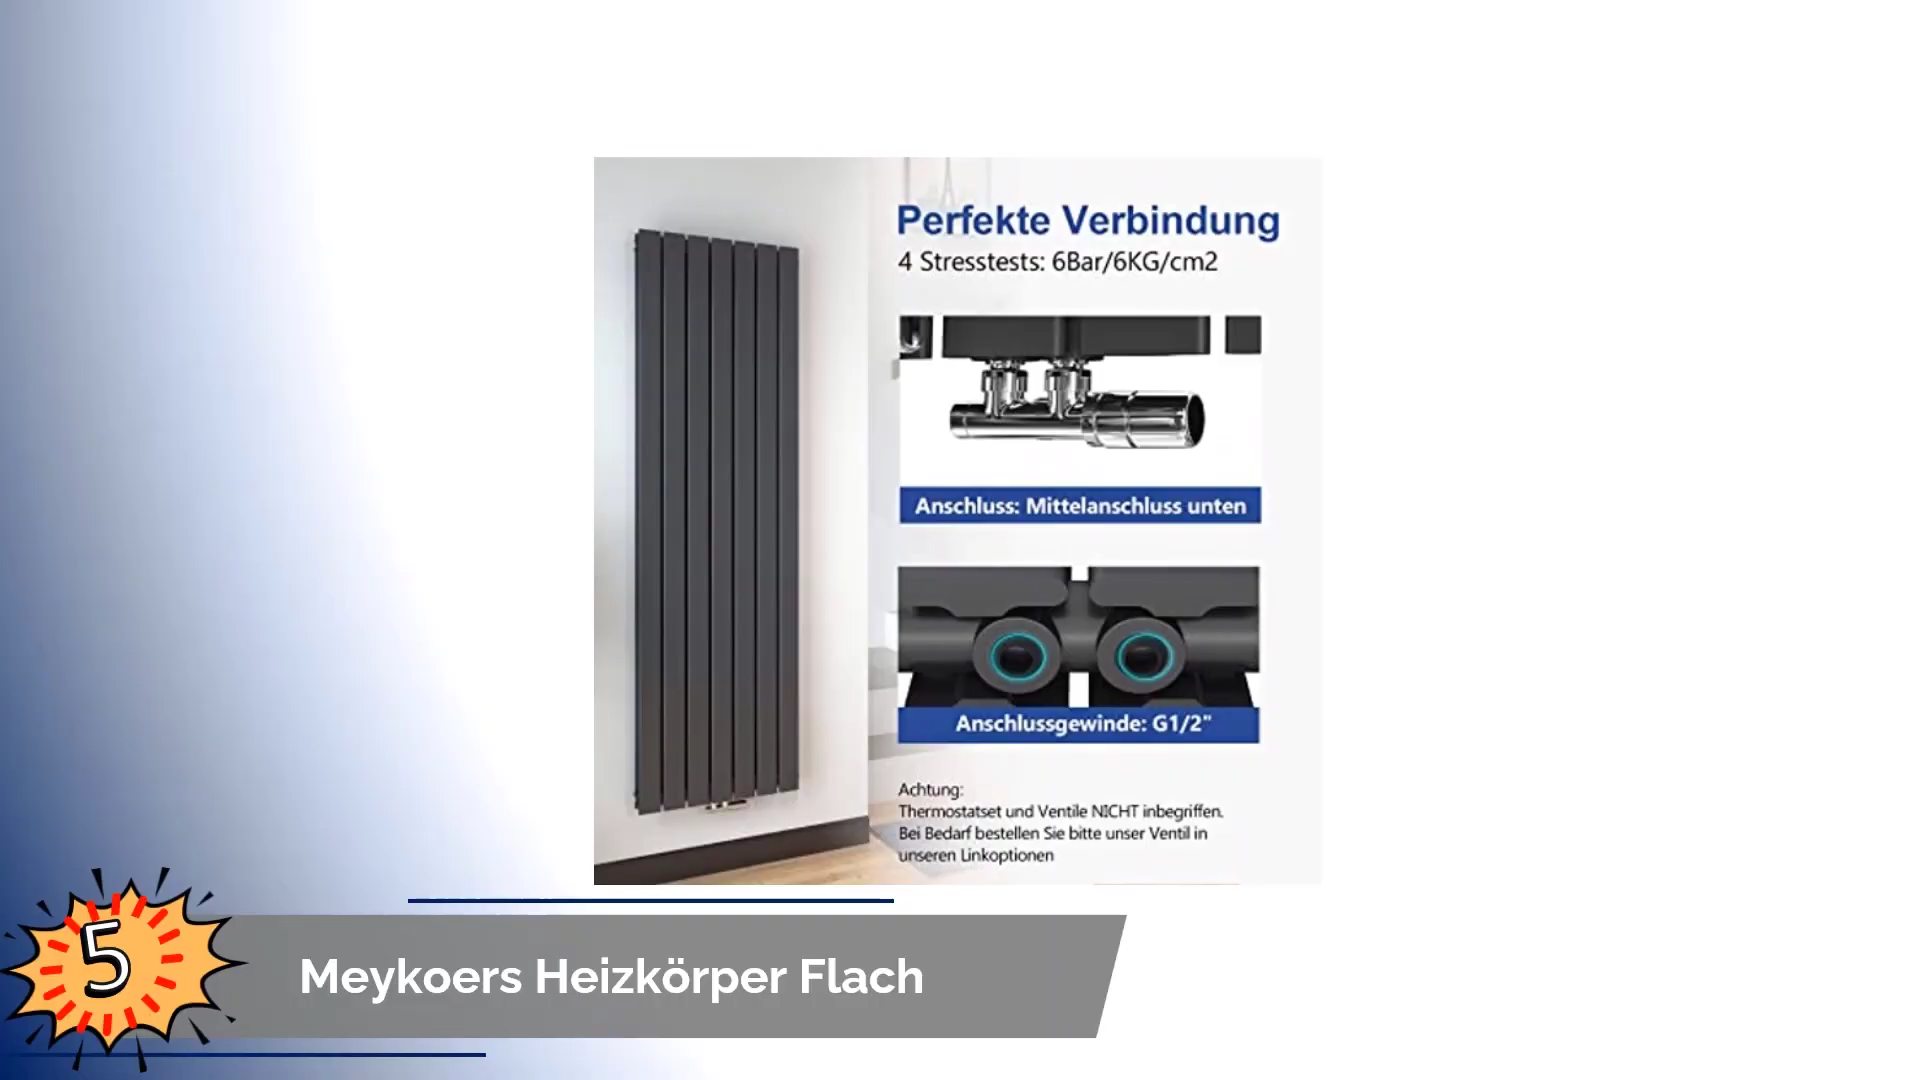 Perfekte Verbindung
4 Stresstests: 6Bar/6KG/cm2
Anschluss: Mittelanschluss unten
Anschlussgewinde: G1/2"
Achtung:
Thermostatset und Ventile NICHT inbegriffen.
Bei Bedarf bestellen Sie bitte unser Ventil in
unseren Linkoptionen
5
Meykoers Heizkörper Flach